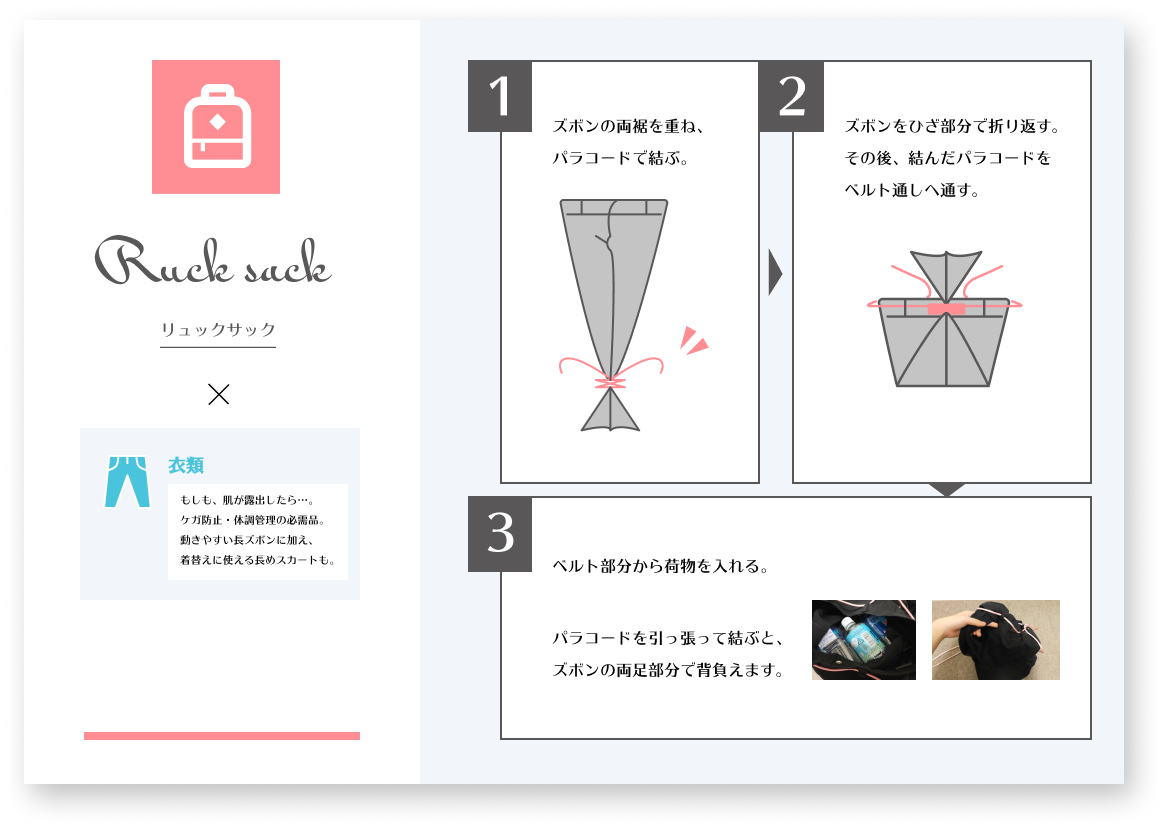 Ruck sack
リュックサック
×
衣類
もしも、肌が露出したら…。
ケガ防止・体調管理の必需品。
動きやすい長ズボンに加え、
着替えに使える長めスカートも。
1
ズボンの両裾を重ね、
パラコードで結ぶ。
2
ズボンをひざ部分で折り返す。
その後、結んだパラコードを
ベルト通しへ通す。
3
ベルト部分から荷物を入れる。
パラコードを引っ張って結ぶと、
ズボンの両足部分で背負えます。